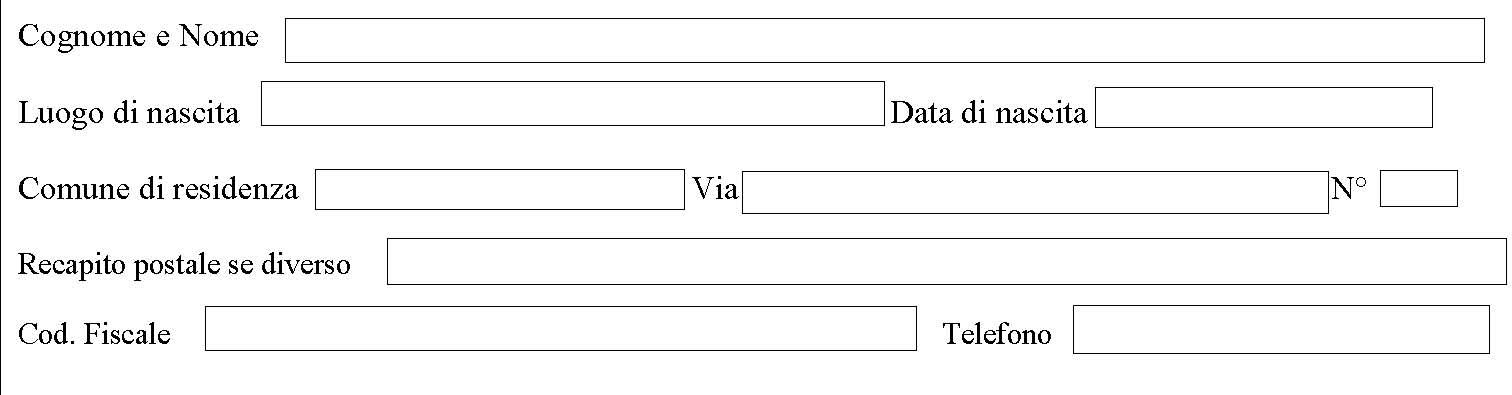 Cognome e Nome
Luogo di nascita Data di nascita
Comune di residenza Via N°
Recapito postale se diverso
Cod. Fiscale Telefono